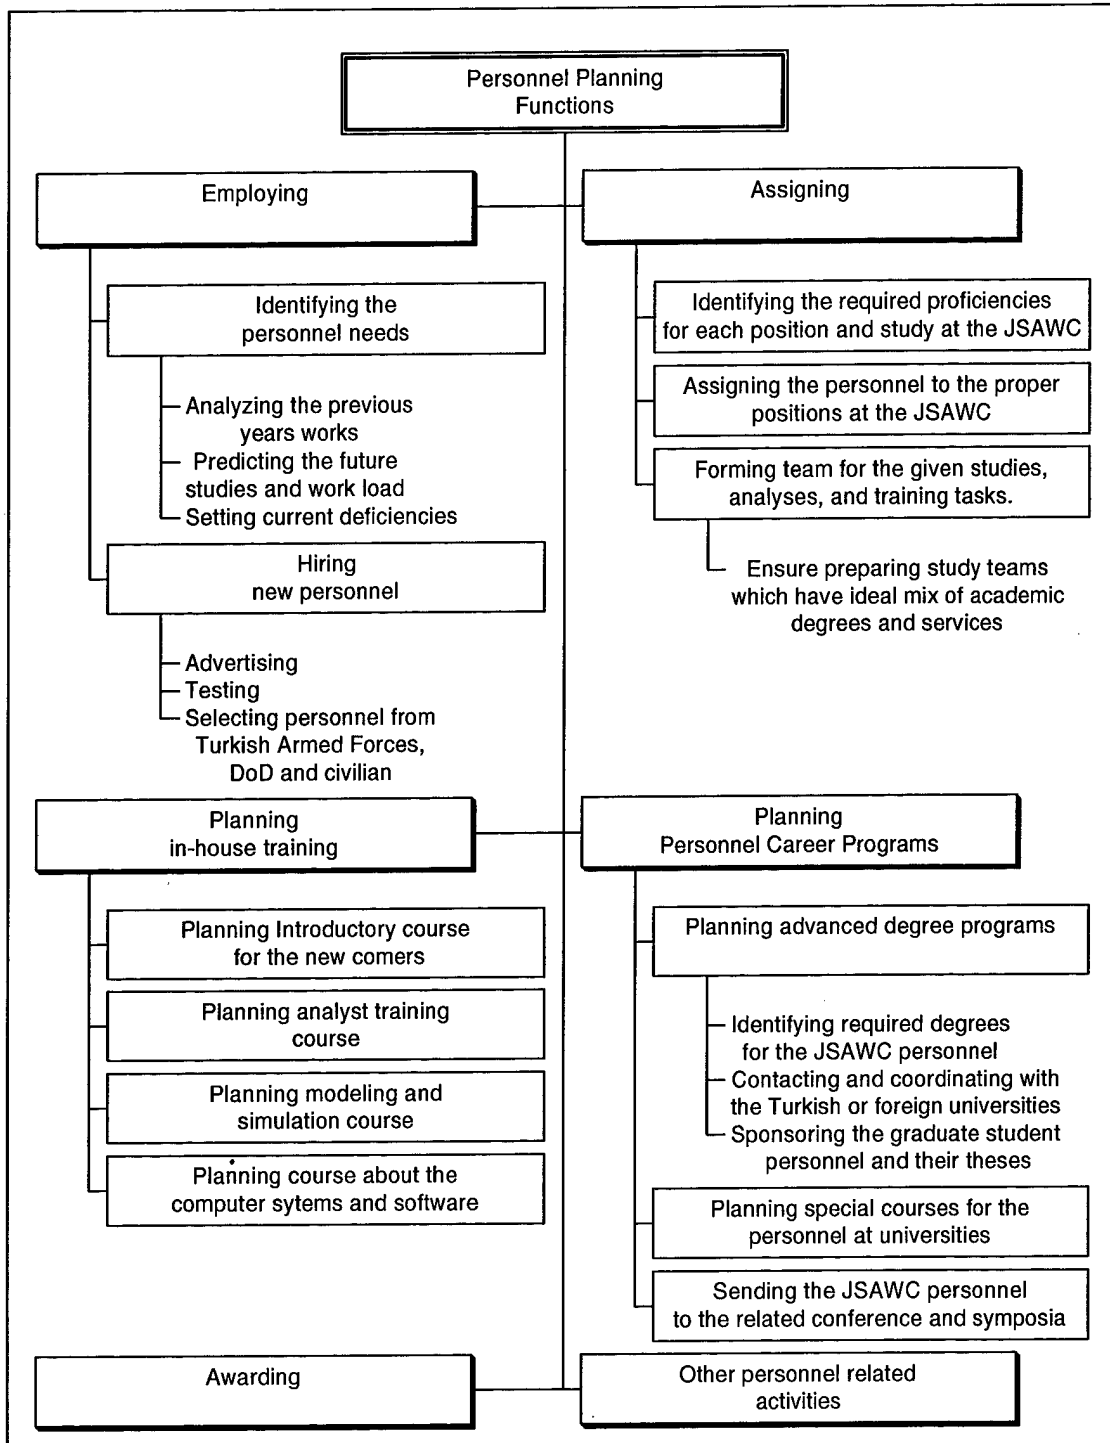 Personnel Planning
Functions
Employing
Assigning
Identifying the
personnel needs
Analyzing the previous
years works
Predicting the future
studies and work load
Setting current deficiencies
Hiring
new personnel
Advertising
Testing
Selecting personnel from
Turkish Armed Forces,
DoD and civilian
Identifying the required proficiencies
for each position and study at the JSAWC
Assigning the personnel to the proper
positions at the JSAWC
Forming team for the given studies,
analyses, and training tasks.
Ensure preparing study teams
which have ideal mix of academic
degrees and services
Planning
in-house training
Planning Introductory course
for the new comers
Planning analyst training
course
Planning modeling and
simulation course
Planning course about the
computer sytems and software
Planning
Personnel Career Programs
Planning advanced degree programs
Identifying required degrees
for the JSAWC personnel
Contacting and coordinating with
the Turkish or foreign universities
Sponsoring the graduate student
personnel and their theses
Planning special courses for the
personnel at universities
Sending the JSAWC personnel
to the related conference and symposia
Awarding
Other personnel related
activities